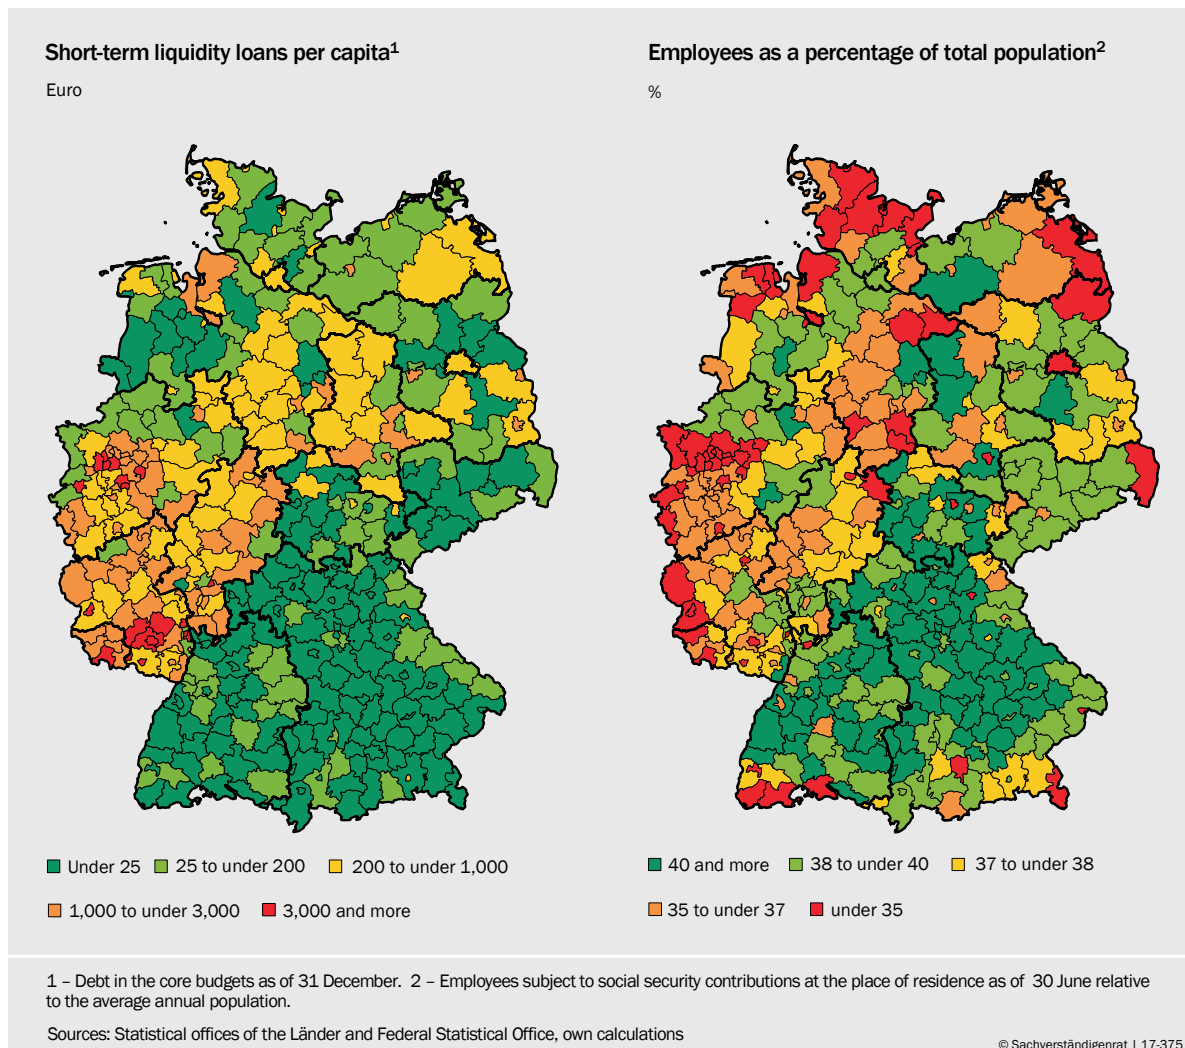 Short-term liquidity loans per capita1
Euro
Employees as a percentage of total population2
%
Under 25
25 to under 200
200 to under 1,000
1,000 to under 3,000
3,000 and more
40 and more
38 to under 40
37 to under 38
35 to under 37
under 35
1 – Debt in the core budgets as of 31 December. 2 – Employees subject to social security contributions at the place of residence as of 30 June relative
to the average annual population.
Sources: Statistical offices of the Länder and Federal Statistical Office, own calculations
© Sachverständigenrat | 17-375